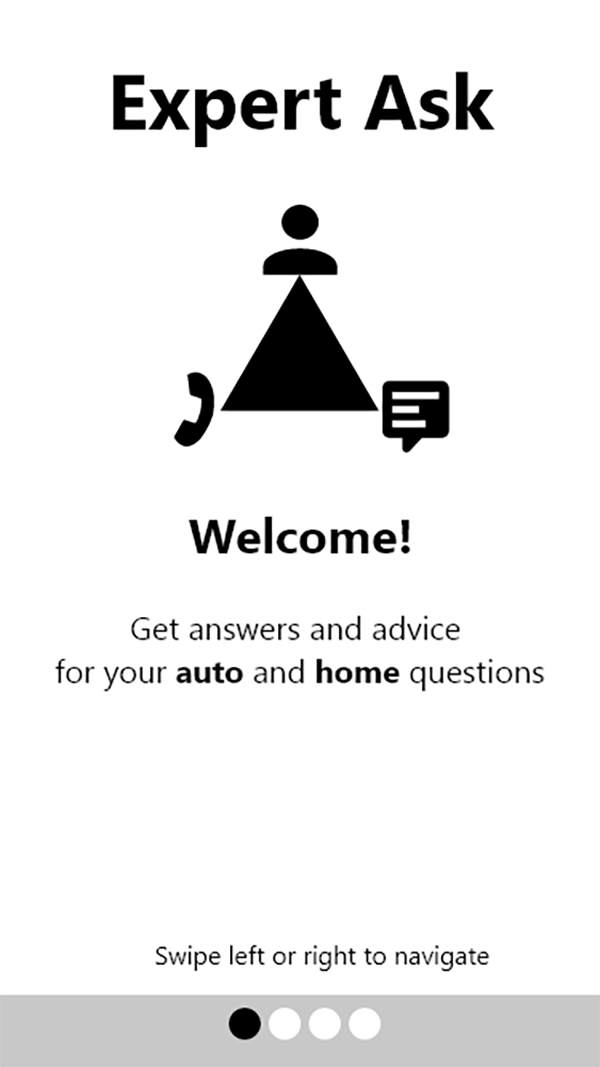 Expert Ask
Welcome!
Get answers and advice
for your auto and home questions
Swipe left or right to navigate